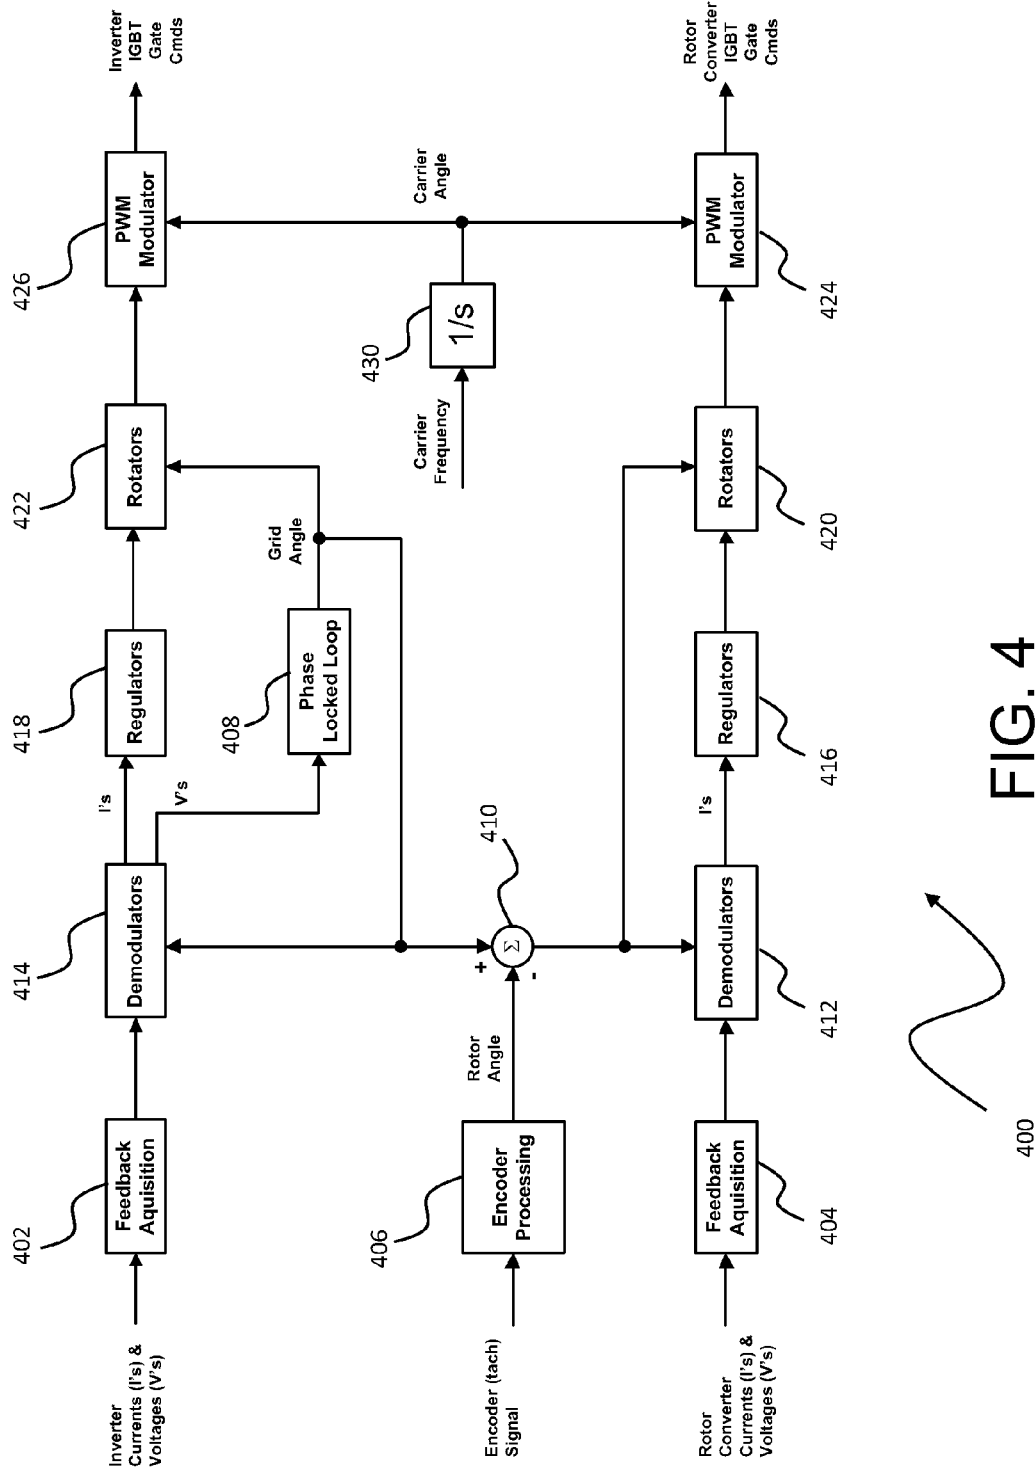 Inverter
Currents (I's) &
Voltages (V's)
402
Feedback
Aquisition
414
Demodulators
I's
V's
418
Regulators
422
Rotators
426
PWM
Modulator
Inverter
IGBT
Gate
Cmds
408
Phase
Locked Loop
Grid
Angle
Carrier
Frequency
430
1/s
Carrier
Angle
Encoder (tach)
Signal
406
Encoder
Processing
Rotor
Angle
+
-
Σ
410
Rotor
Converter
Currents (I's) &
Voltages (V's)
Feedback
Aquisition
404
Demodulators
412
I's
Regulators
416
Rotators
420
PWM
Modulator
424
Rotor
Converter
IGBT
Gate
Cmds
400
FIG. 4